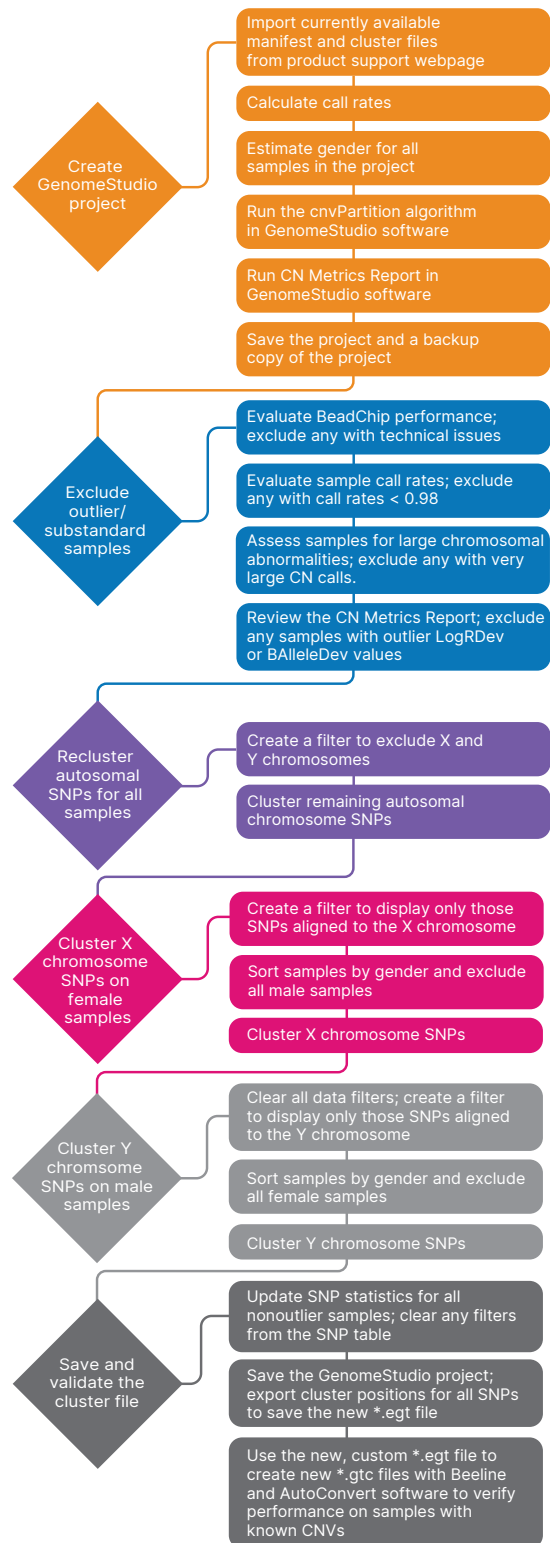 Create
GenomeStudio
project
Import currently available
manifest and cluster files
from product support webpage
Calculate call rates
Estimate gender for all
samples in the project
Run the cnvPartition algorithm
in GenomeStudio software
Run CN Metrics Report in
GenomeStudio software
Save the project and a backup
copy of the project
Exclude
outlier/
substandard
samples
Evaluate BeadChip performance;
exclude any with technical issues
Evaluate sample call rates; exclude
any with call rates < 0.98
Assess samples for large chromosomal
abnormalities; exclude any with very
large CN calls.
Review the CN Metrics Report; exclude
any samples with outlier LogRDev
or BAlleleDev values
Recluster
autosomal
SNPs for all
samples
Create a filter to exclude X and
Y chromosomes
Cluster remaining autosomal
chromosome SNPs
Cluster X
chromosome
SNPs on
female
samples
Create a filter to display only those
SNPs aligned to the X chromosome
Sort samples by gender and exclude
all male samples
Cluster X chromosome SNPs
Cluster Y
chromsome
SNPs on male
samples
Clear all data filters; create a filter
to display only those SNPs aligned
to the Y chromosome
Sort samples by gender and exclude
all female samples
Cluster Y chromosome SNPs
Save and
validate the
cluster file
Update SNP statistics for all
nonoutlier samples; clear any filters
from the SNP table
Save the GenomeStudio project;
export cluster positions for all SNPs
to save the new *.egt file
Use the new, custom *.egt file to
create new *.gtc files with Beeline
and AutoConvert software to verify
performance on samples with
known CNVs